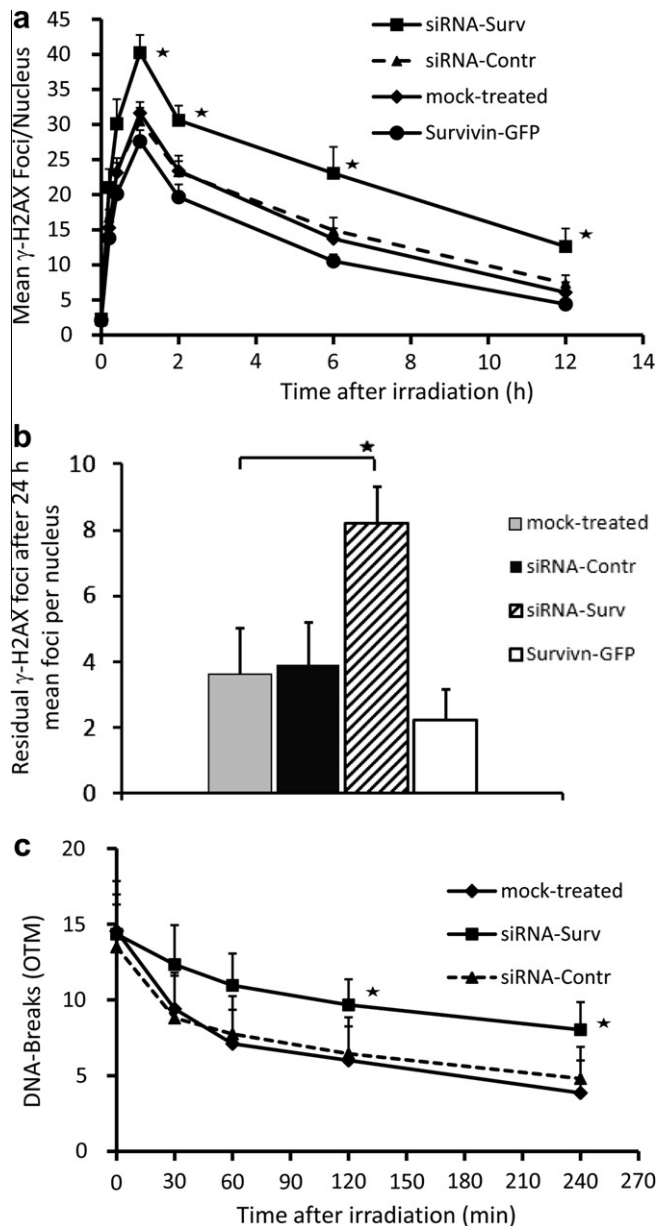 a
45
40
35
30
25
20
15
10
5
0
Mean γ-H2AX Foci/Nucleus
siRNA-Surv
siRNA-Contr
mock-treated
Survivin-GFP
0 2 4 6 8 10 12 14
Time after irradiation (h)
b
10
8
6
4
2
0
Residual γ-H2AX foci after 24 h
mean foci per nucleus
mock-treated
siRNA-Contr
siRNA-Surv
Survivn-GFP
c
20
15
10
5
0
DNA-Breaks (OTM)
mock-treated
siRNA-Surv
siRNA-Contr
0 30 60 90 120 150 180 210 240 270
Time after irradiation (min)